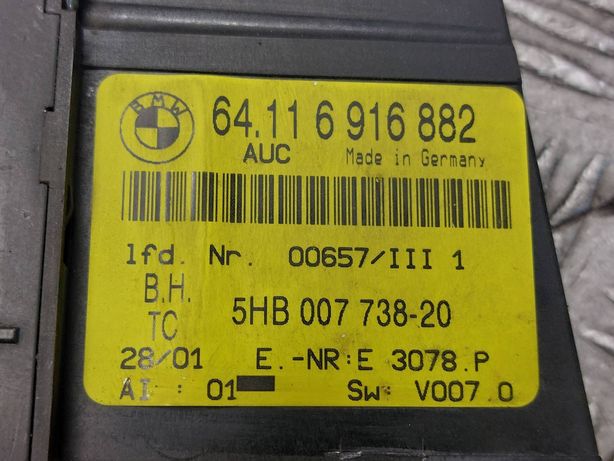 BMW
64.11 6 916 882
AUC Made in Germany
lfd. Nr. 00657/III 1
B.H.
TC 5HB 007 738-20
28/01 E.-NR:E 3078.P
AI : 01 SW: V007.0